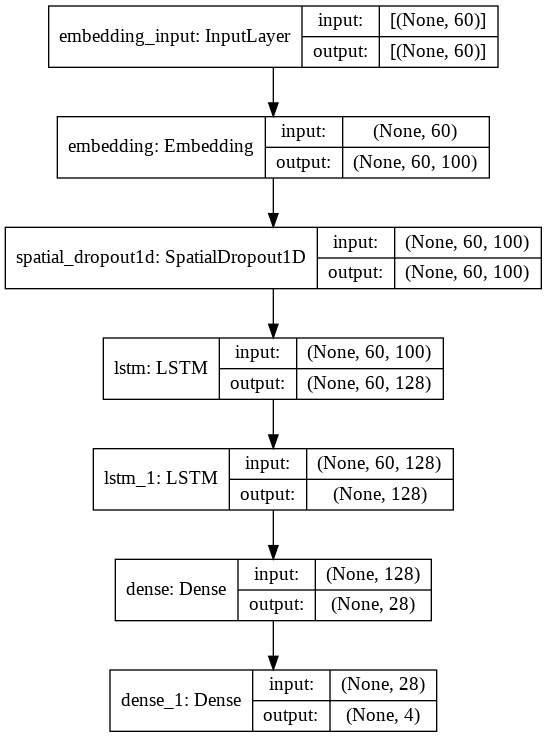 embedding_input: InputLayer
input: [(None, 60)]
output: [(None, 60)]
embedding: Embedding
input: (None, 60)
output: (None, 60, 100)
spatial_dropout1d: SpatialDropout1D
input: (None, 60, 100)
output: (None, 60, 100)
lstm: LSTM
input: (None, 60, 100)
output: (None, 60, 128)
lstm_1: LSTM
input: (None, 60, 128)
output: (None, 128)
dense: Dense
input: (None, 128)
output: (None, 28)
dense_1: Dense
input: (None, 28)
output: (None, 4)